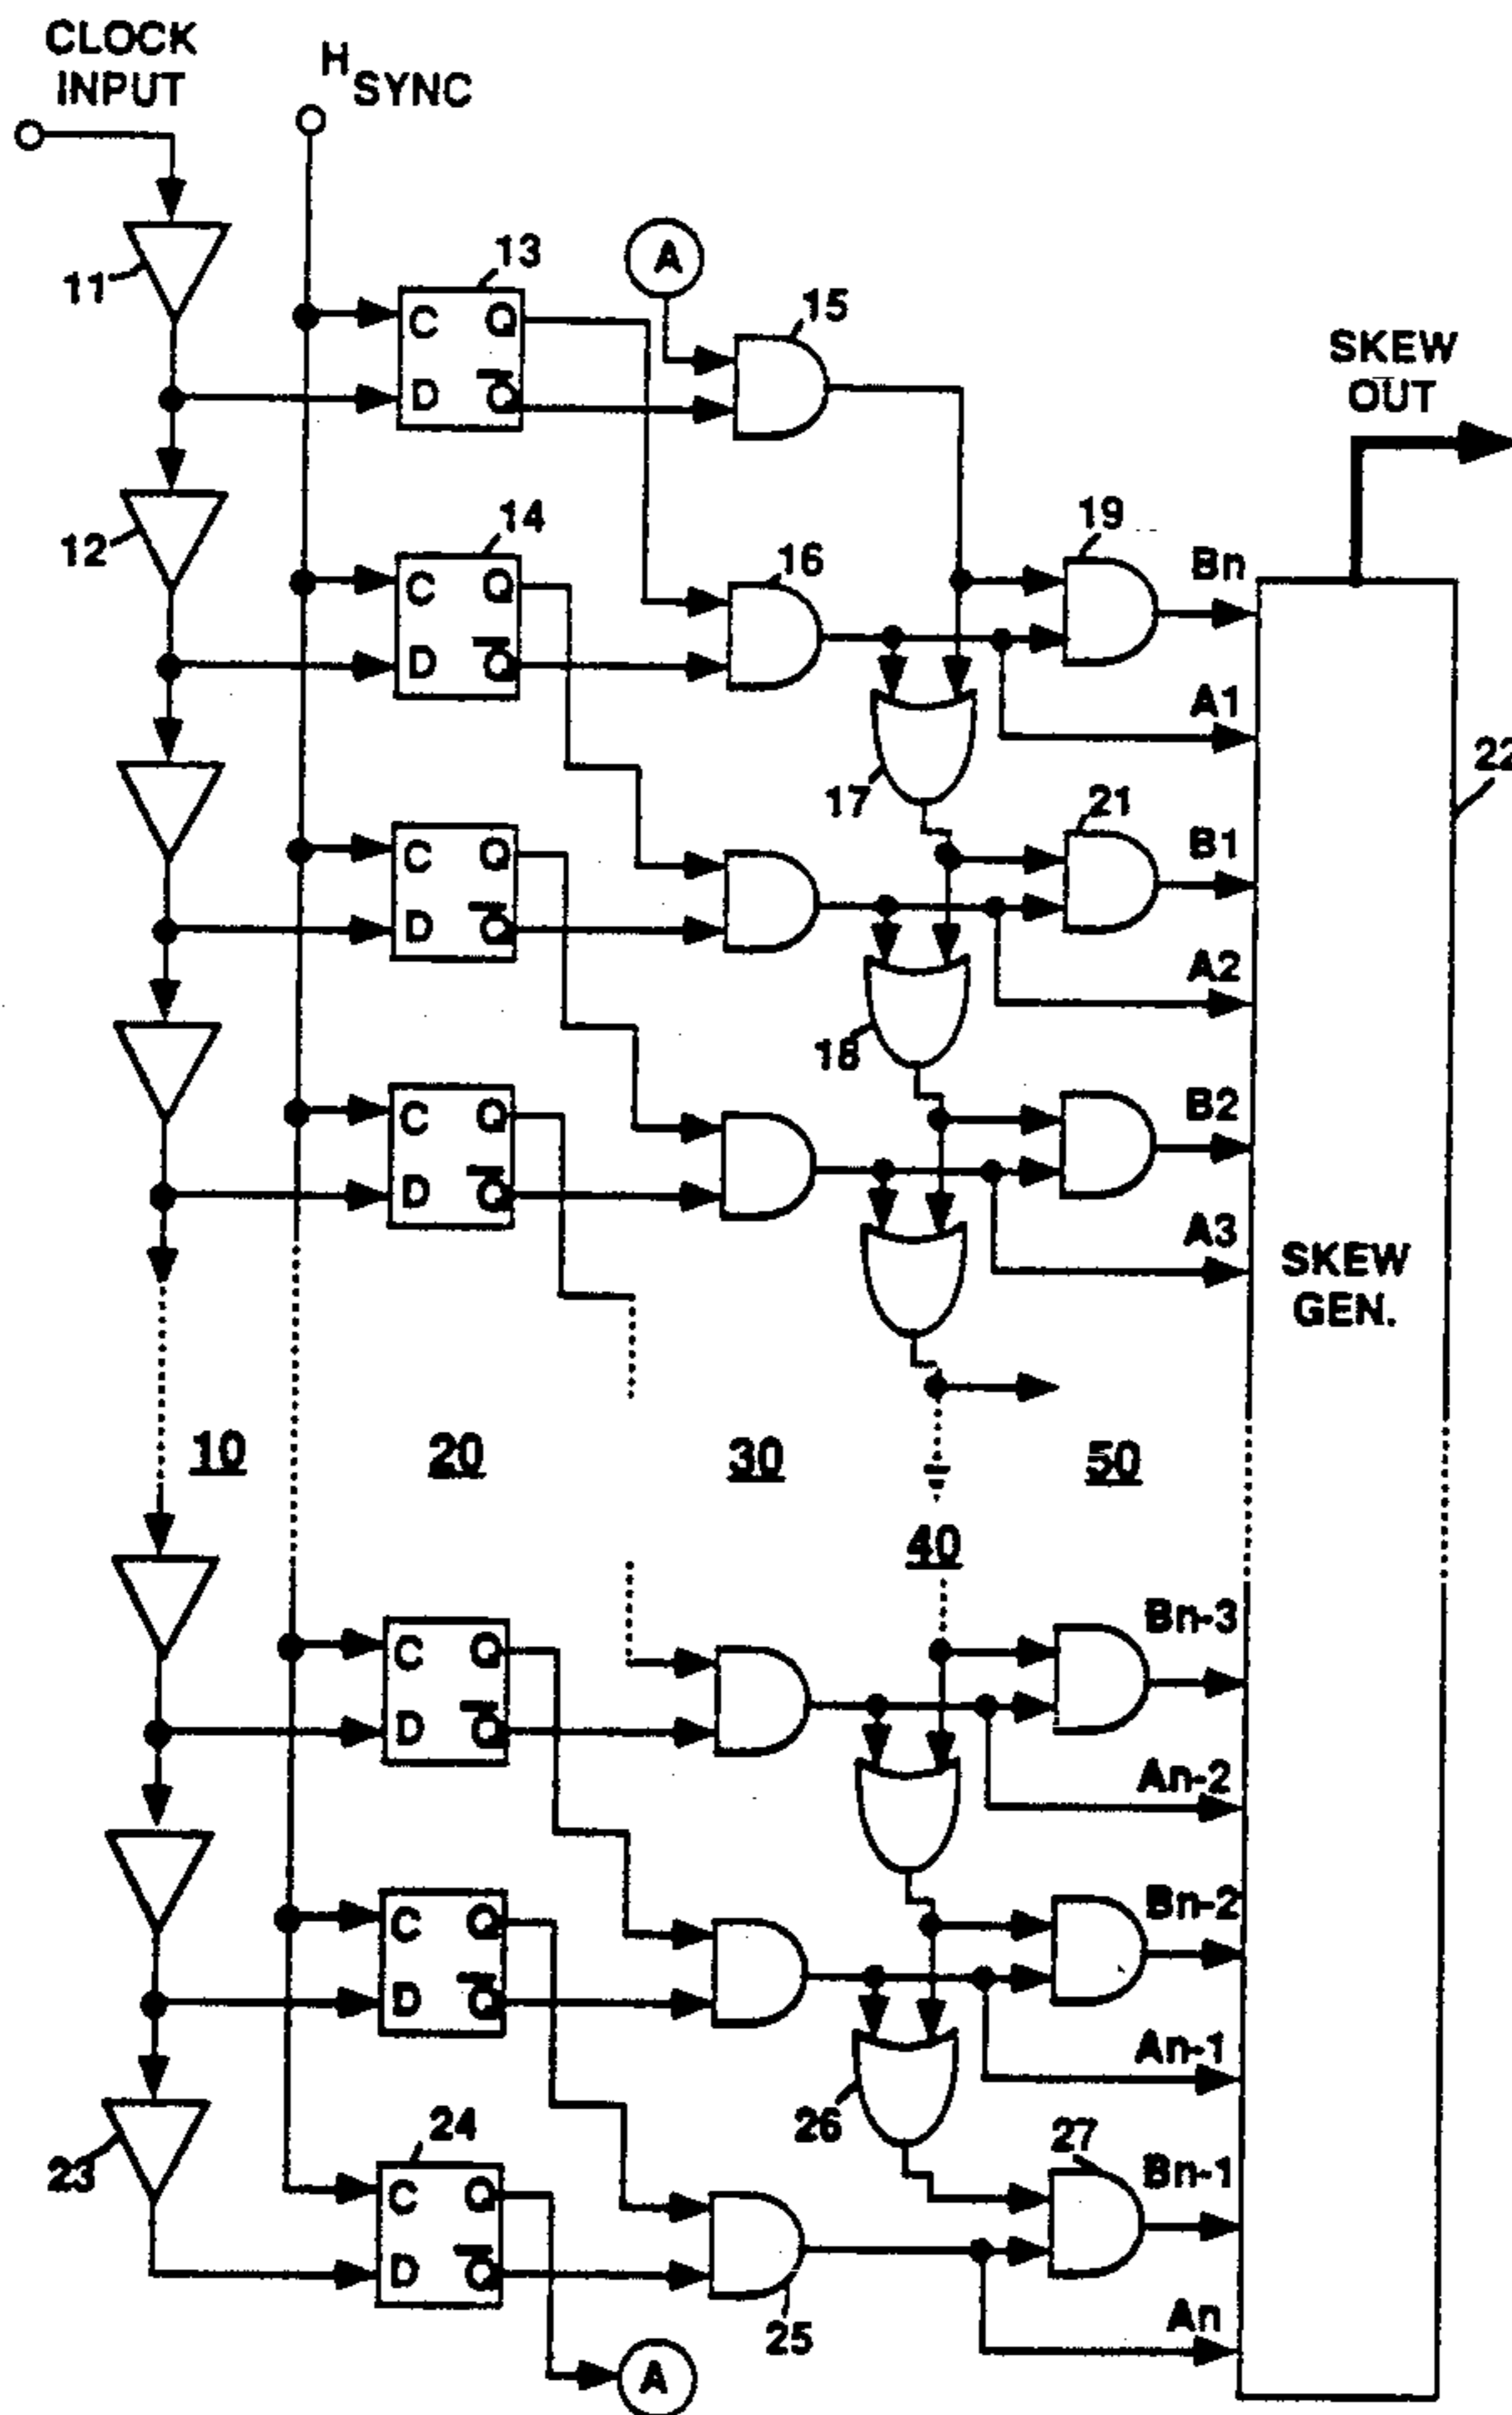 CLOCK
INPUT
H SYNC
11
13
A
15
C Q
D Q̅
SKEW
OUT
12
14
16
19
Bn
C Q
D Q̅
A1
22
17
21
B1
C Q
D Q̅
A2
18
B2
C Q
D Q̅
A3
SKEW
GEN.
10
20
30
50
40
Bn-3
C Q
D Q̅
An-2
Bn-2
C Q
D Q̅
An-1
26
23
24
27
Bn-1
C Q
D Q̅
An
25
A